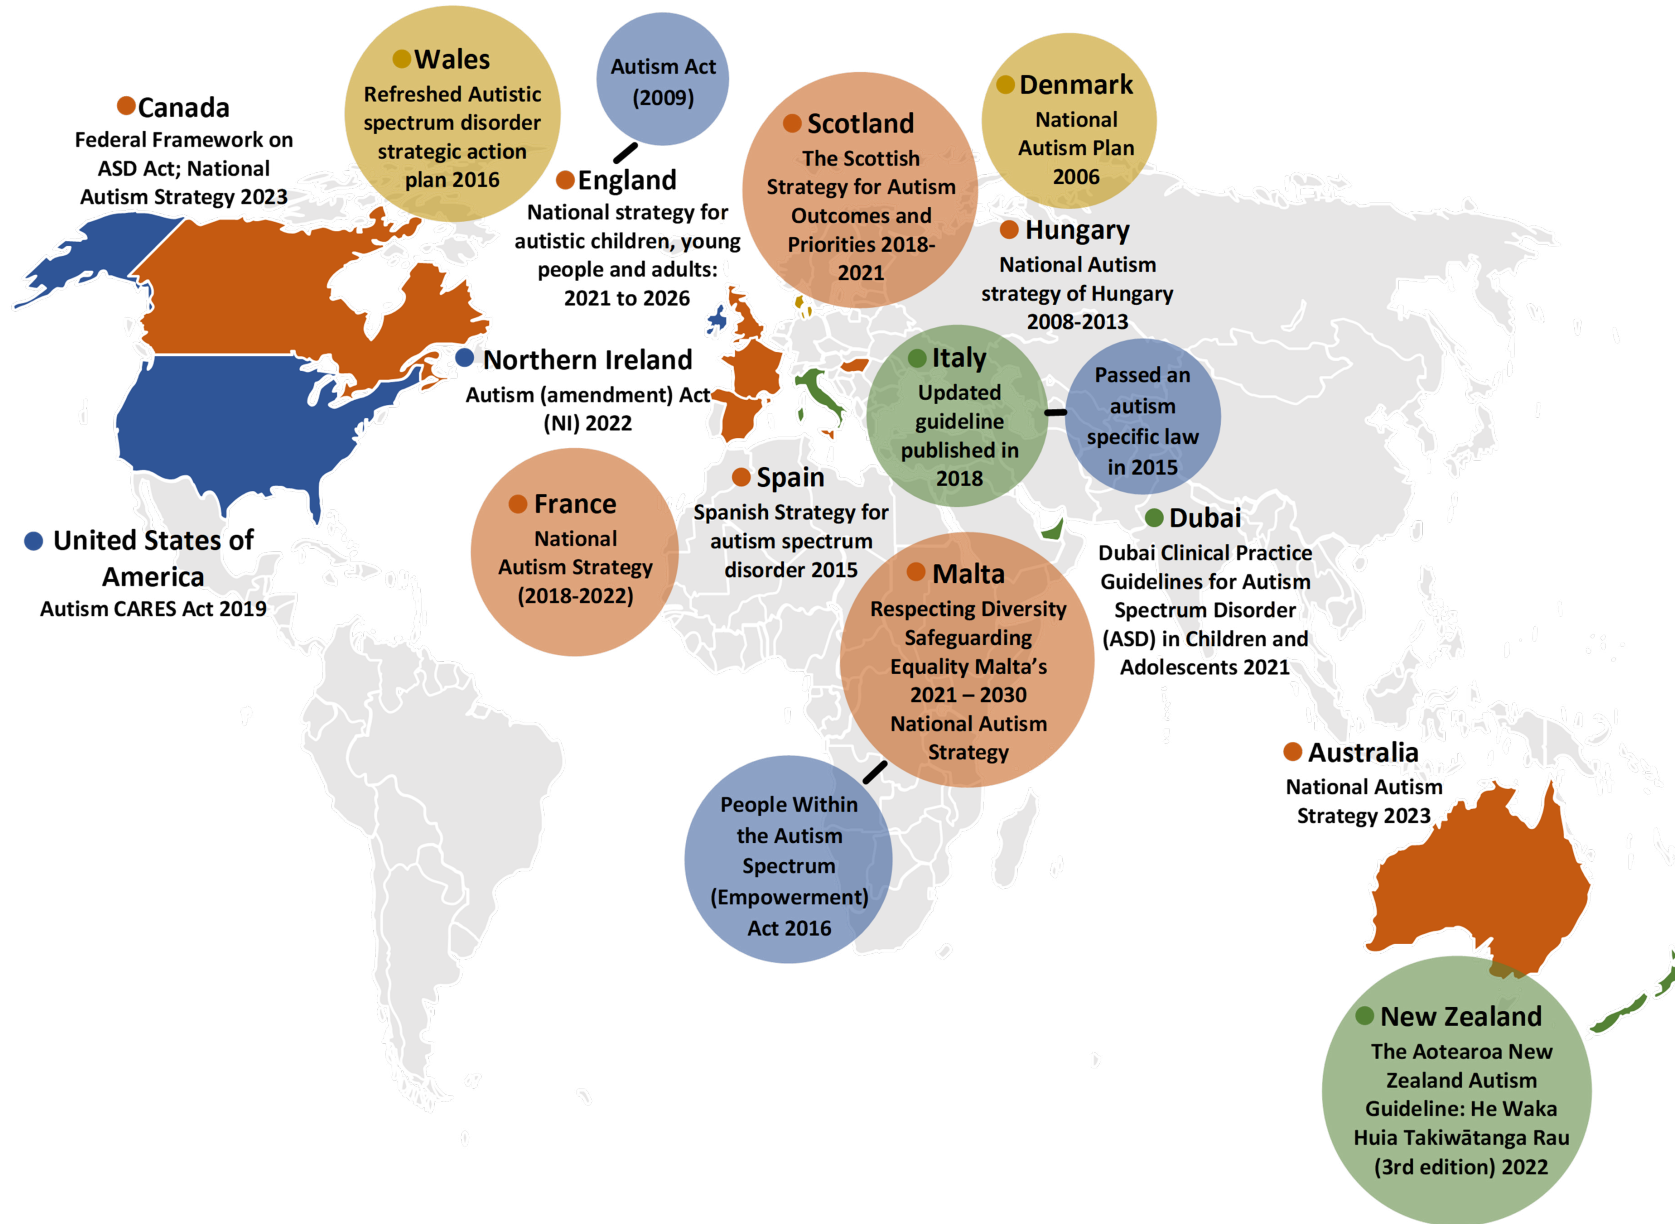 Canada
Federal Framework on
ASD Act; National
Autism Strategy 2023
Wales
Refreshed Autistic
spectrum disorder
strategic action
plan 2016
Autism Act
(2009)
England
National strategy for
autistic children, young
people and adults:
2021 to 2026
Scotland
The Scottish
Strategy for Autism
Outcomes and
Priorities 2018-
2021
Denmark
National
Autism Plan
2006
Hungary
National Autism
strategy of Hungary
2008-2013
Northern Ireland
Autism (amendment) Act
(NI) 2022
Italy
Updated
guideline
published in
2018
Passed an
autism
specific law
in 2015
United States of
America
Autism CARES Act 2019
France
National
Autism Strategy
(2018-2022)
Spain
Spanish Strategy for
autism spectrum
disorder 2015
Malta
Respecting Diversity
Safeguarding
Equality Malta’s
2021 – 2030
National Autism
Strategy
People Within
the Autism
Spectrum
(Empowerment)
Act 2016
Dubai
Dubai Clinical Practice
Guidelines for Autism
Spectrum Disorder
(ASD) in Children and
Adolescents 2021
Australia
National Autism
Strategy 2023
New Zealand
The Aotearoa New
Zealand Autism
Guideline: He Waka
Huia Takiwātanga Rau
(3rd edition) 2022